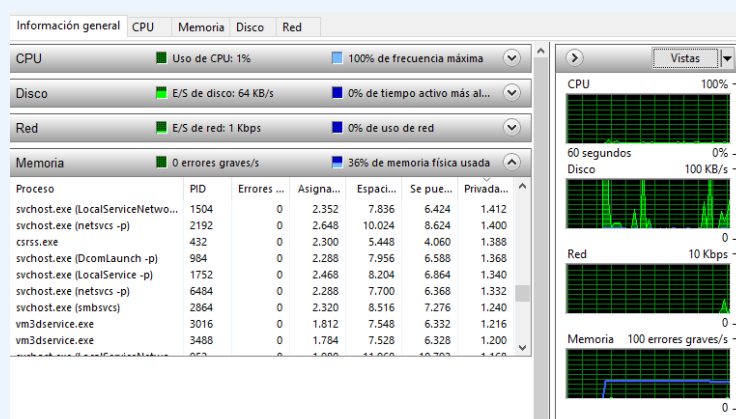 Información general CPU Memoria Disco Red
CPU Uso de CPU: 1% 100% de frecuencia máxima
Disco E/S de disco: 64 KB/s 0% de tiempo activo más al...
Red E/S de red: 1 Kbps 0% de uso de red
Memoria 0 errores graves/s 36% de memoria física usada
Proceso PID Errores ... Asigna... Espaci... Se pue... Privada...
svchost.exe (LocalServiceNetwo... 1504 0 2.352 7.836 6.424 1.412
svchost.exe (netsvcs -p) 2192 0 2.648 10.024 8.624 1.400
csrss.exe 432 0 2.300 5.448 4.060 1.388
svchost.exe (DcomLaunch -p) 984 0 2.288 7.956 6.588 1.368
svchost.exe (LocalService -p) 1752 0 2.468 8.204 6.864 1.340
svchost.exe (netsvcs -p) 6484 0 2.288 7.700 6.368 1.332
svchost.exe (smbsvcs) 2864 0 2.320 8.516 7.276 1.240
vm3dservice.exe 3016 0 1.812 7.548 6.332 1.216
vm3dservice.exe 3488 0 1.784 7.528 6.328 1.200
Vistas
CPU 100%
60 segundos 0%
Disco 100 KB/s
0
Red 10 Kbps
0
Memoria 100 errores graves/s
0